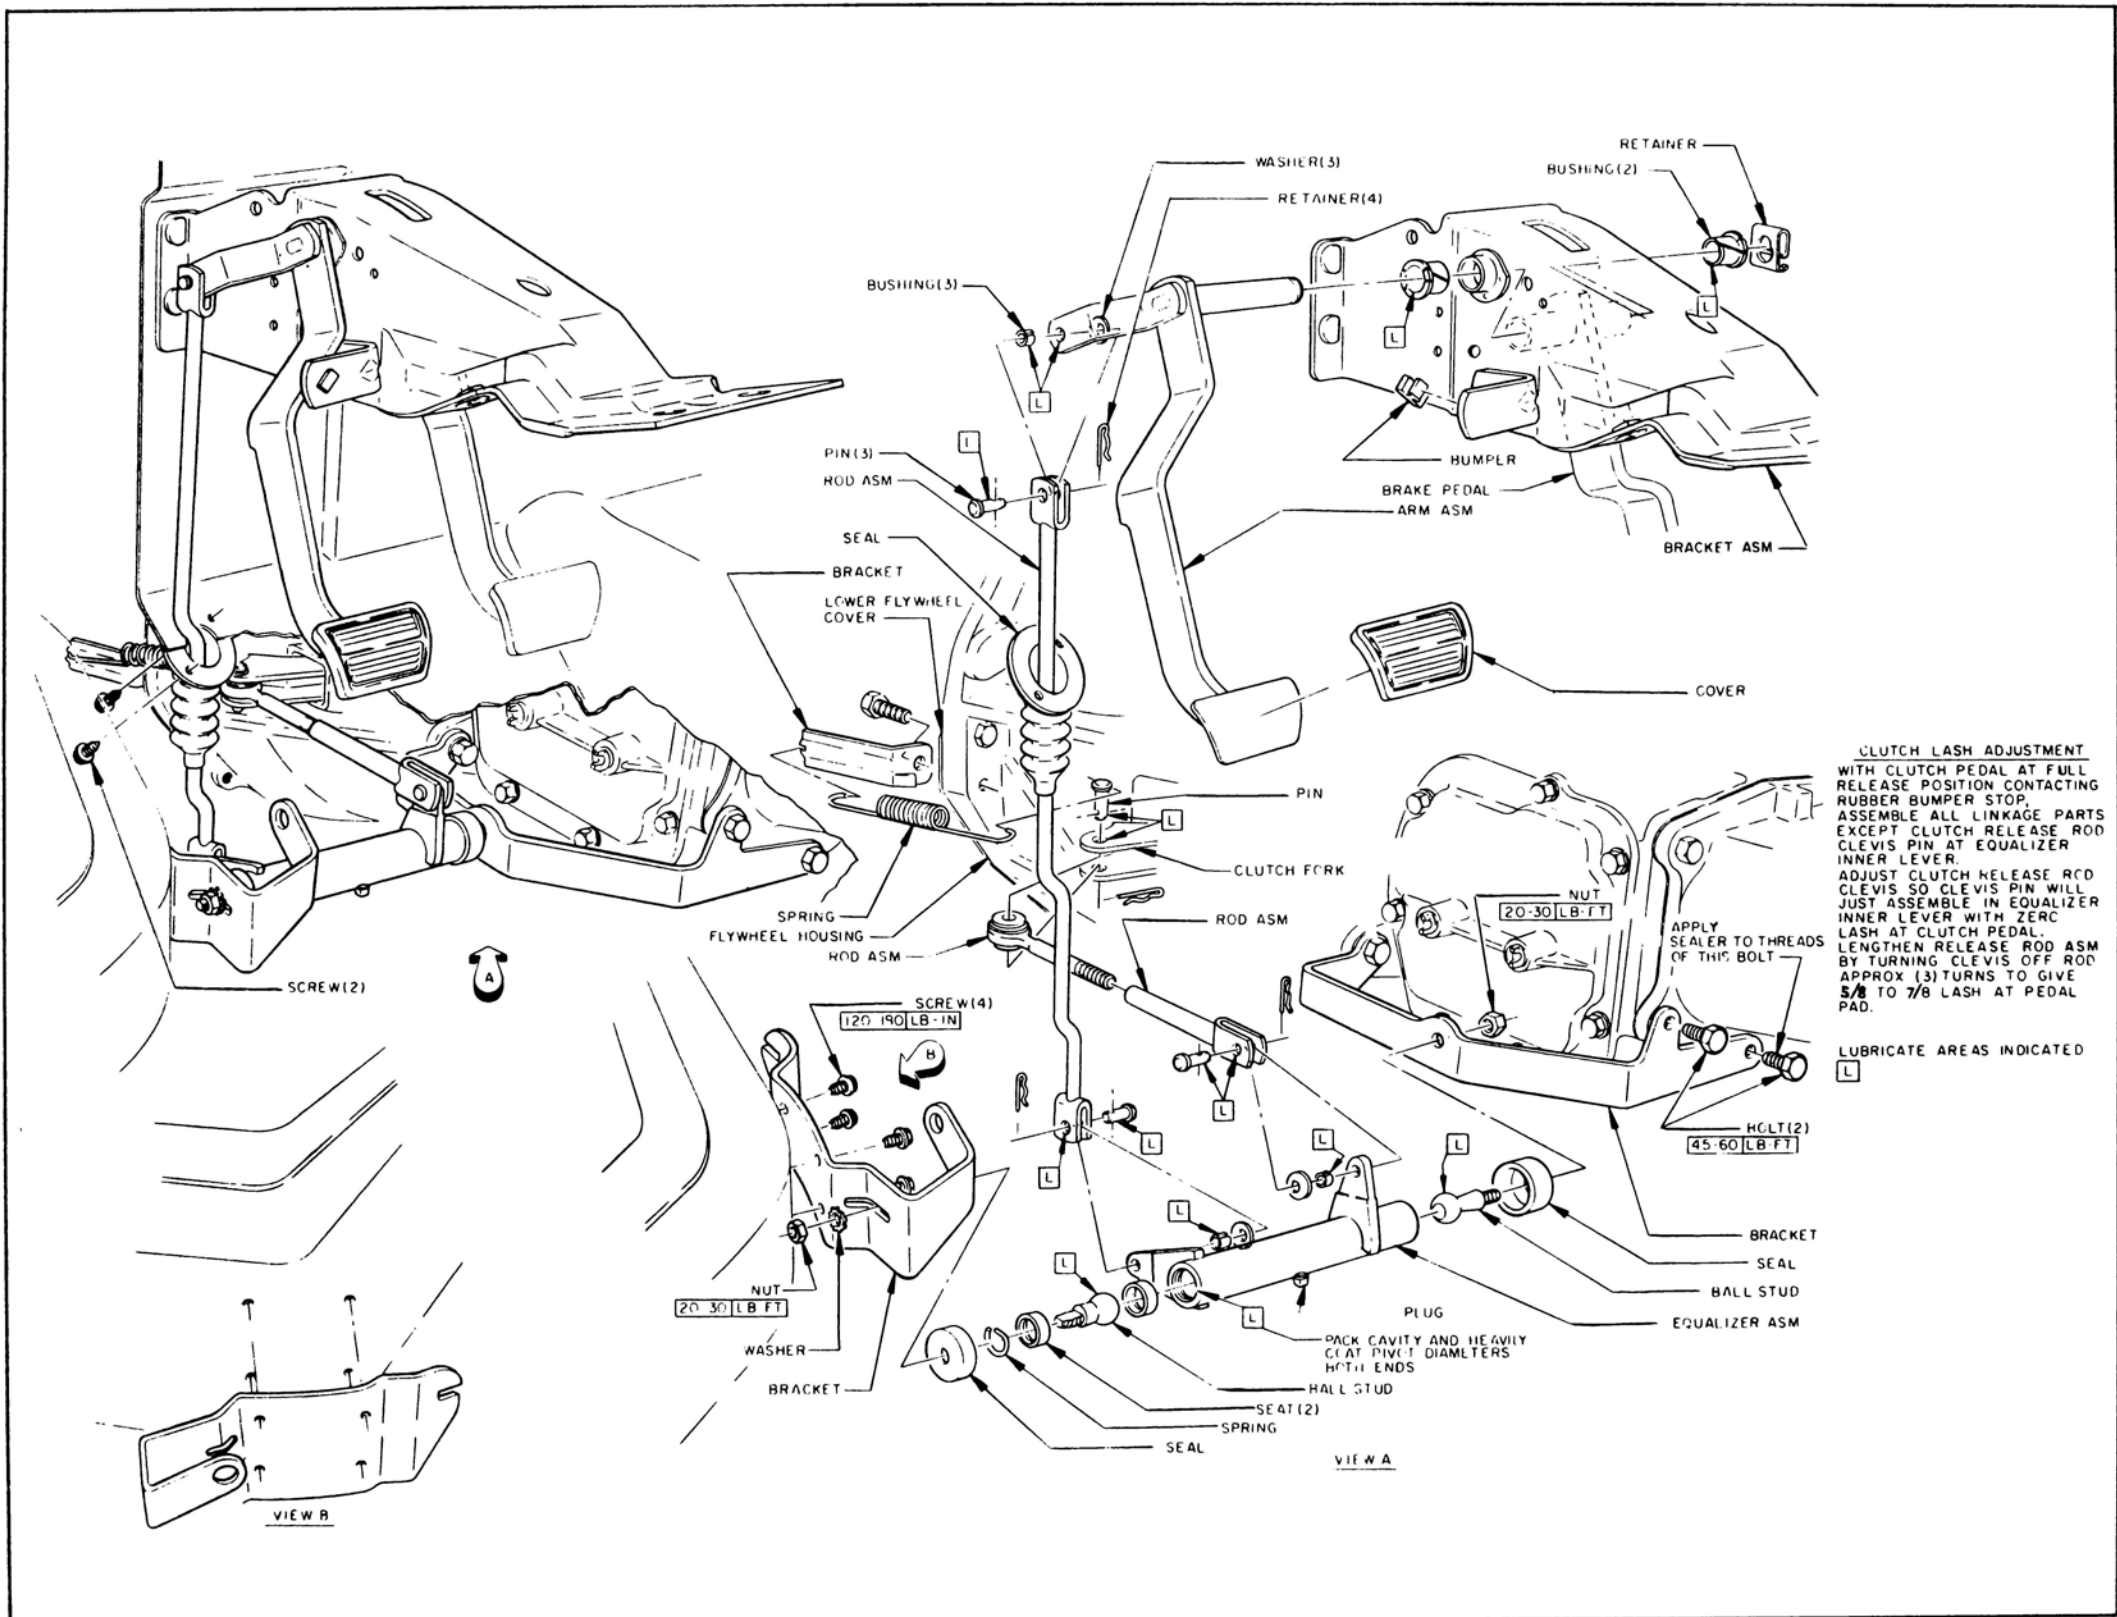 RETAINER
BUSHING(2)
WASHER(3)
RETAINER(4)
BUSHING(3)
L
L
L
L
PIN(3)
ROD ASM
BUMPER
BRAKE PEDAL
ARM ASM
BRACKET ASM
SEAL
BRACKET
LOWER FLYWHEEL
COVER
COVER
PIN
L
CLUTCH FORK
SPRING
FLYWHEEL HOUSING
ROD ASM
ROD ASM
CLUTCH LASH ADJUSTMENT
WITH CLUTCH PEDAL AT FULL
RELEASE POSITION CONTACTING
RUBBER BUMPER STOP,
ASSEMBLE ALL LINKAGE PARTS
EXCEPT CLUTCH RELEASE ROD
CLEVIS PIN AT EQUALIZER
INNER LEVER.
ADJUST CLUTCH RELEASE ROD
CLEVIS SO CLEVIS PIN WILL
JUST ASSEMBLE IN EQUALIZER
INNER LEVER WITH ZERO
LASH AT CLUTCH PEDAL.
LENGTHEN RELEASE ROD ASM
BY TURNING CLEVIS OFF ROD
APPROX (3) TURNS TO GIVE
5/8 TO 7/8 LASH AT PEDAL
PAD.
LUBRICATE AREAS INDICATED
L
NUT
20-30 LB-FT
APPLY
SEALER TO THREADS
OF THIS BOLT
BOLT(2)
45-60 LB-FT
A
SCREW(2)
SCREW(4)
120-190 LB-IN
B
L
L
L
L
L
L
L
L
NUT
20-30 LB FT
WASHER
BRACKET
BRACKET
SEAL
BALL STUD
EQUALIZER ASM
PLUG
PACK CAVITY AND HEAVILY
COAT PIVOT DIAMETERS
BOTH ENDS
BALL STUD
SEAT(2)
SPRING
SEAL
VIEW A
VIEW B